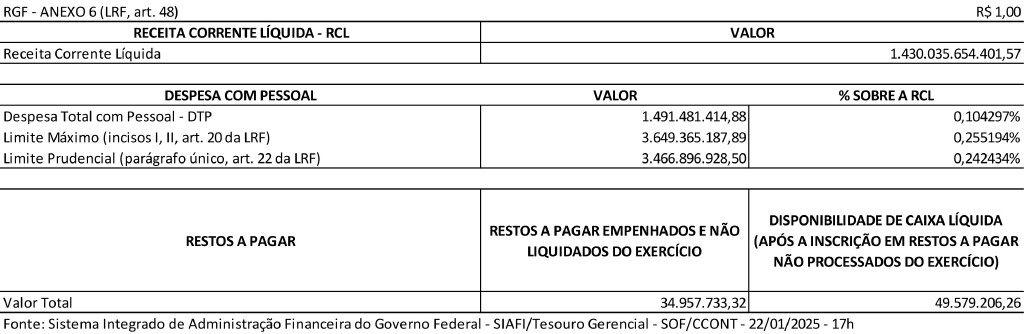 RGF - ANEXO 6 (LRF, art. 48) R$ 1,00
RECEITA CORRENTE LÍQUIDA - RCL VALOR
Receita Corrente Líquida 1.430.035.654.401,57
DESPESA COM PESSOAL VALOR % SOBRE A RCL
Despesa Total com Pessoal - DTP 1.491.481.414,88 0,104297%
Limite Máximo (incisos I, II, art. 20 da LRF) 3.649.365.187,89 0,255194%
Limite Prudencial (parágrafo único, art. 22 da LRF) 3.466.896.928,50 0,242434%
RESTOS A PAGAR
RESTOS A PAGAR EMPENHADOS E NÃO
LIQUIDADOS DO EXERCÍCIO
DISPONIBILIDADE DE CAIXA LÍQUIDA
(APÓS A INSCRIÇÃO EM RESTOS A PAGAR
NÃO PROCESSADOS DO EXERCÍCIO)
Valor Total 34.957.733,32 49.579.206,26
Fonte: Sistema Integrado de Administração Financeira do Governo Federal - SIAFI/Tesouro Gerencial - SOF/CCONT - 22/01/2025 - 17h